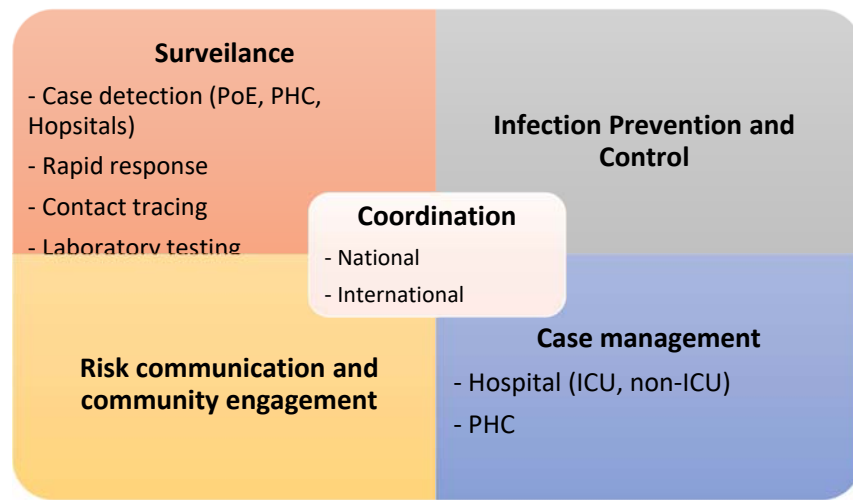 Surveilance
- Case detection (PoE, PHC,
Hopsitals)
- Rapid response
- Contact tracing
- Laboratory testing
Infection Prevention and
Control
Coordination
- National
- International
Risk communication and
community engagement
Case management
- Hospital (ICU, non-ICU)
- PHC